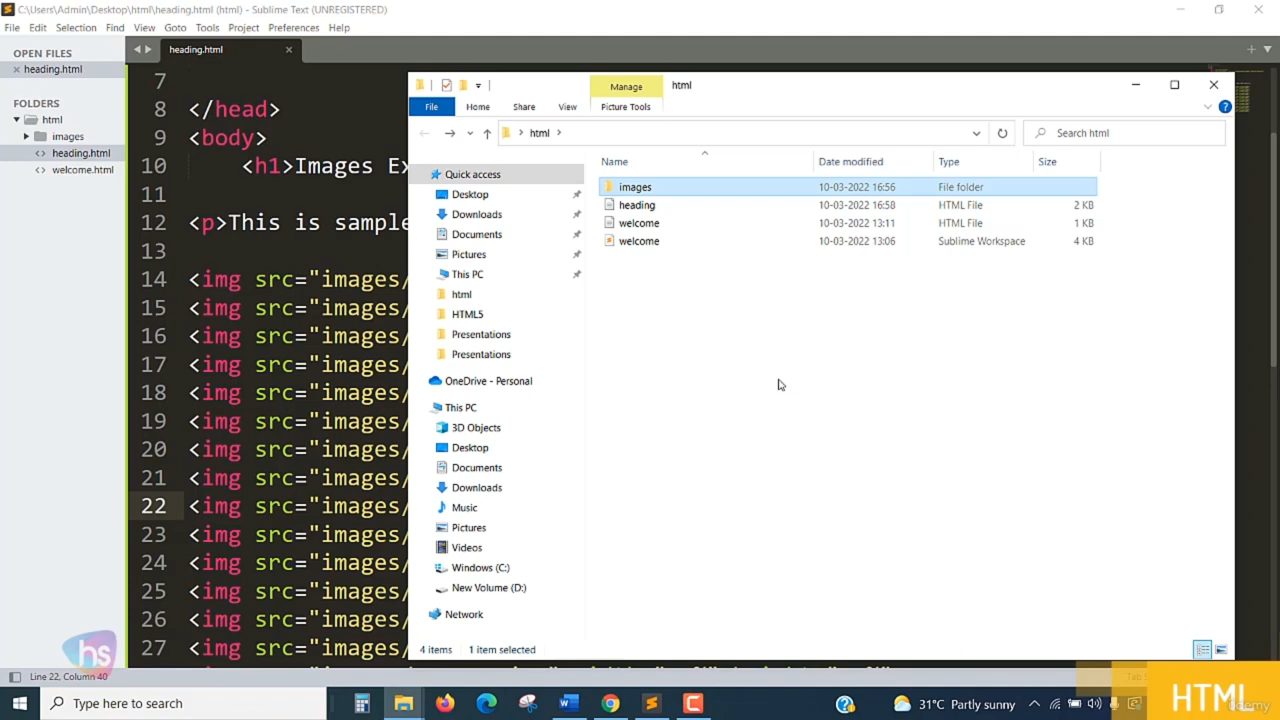 C:\Users\Admin\Desktop\html\heading.html (html) - Sublime Text (UNREGISTERED)
File Edit Selection Find View Goto Tools Project Preferences Help
OPEN FILES
heading.html
FOLDERS
html
images
heading.html
welcome.html
heading.html
7
8 </head>
9 <body>
10 <h1>Images Ex
11
12 <p>This is sample
13
14 <img src="images/
15 <img src="images/
16 <img src="images/
17 <img src="images/
18 <img src="images/
19 <img src="images/
20 <img src="images/
21 <img src="images/
22 <img src="images/
23 <img src="images/
24 <img src="images/
25 <img src="images/
26 <img src="images/
27 <img src="images/
Manage html
File Home Share View Picture Tools
html
Search html
Name Date modified Type Size
images 10-03-2022 16:56 File folder
heading 10-03-2022 16:58 HTML File 2 KB
welcome 10-03-2022 13:11 HTML File 1 KB
welcome 10-03-2022 13:06 Sublime Workspace 4 KB
Quick access
Desktop
Downloads
Documents
Pictures
This PC
html
HTML5
Presentations
Presentations
OneDrive - Personal
This PC
3D Objects
Desktop
Documents
Downloads
Music
Pictures
Videos
Windows (C:)
New Volume (D:)
Network
4 items 1 item selected
hs
Line 22, Column 40
Type here to search
31°C Partly sunny
HTML
Udemy